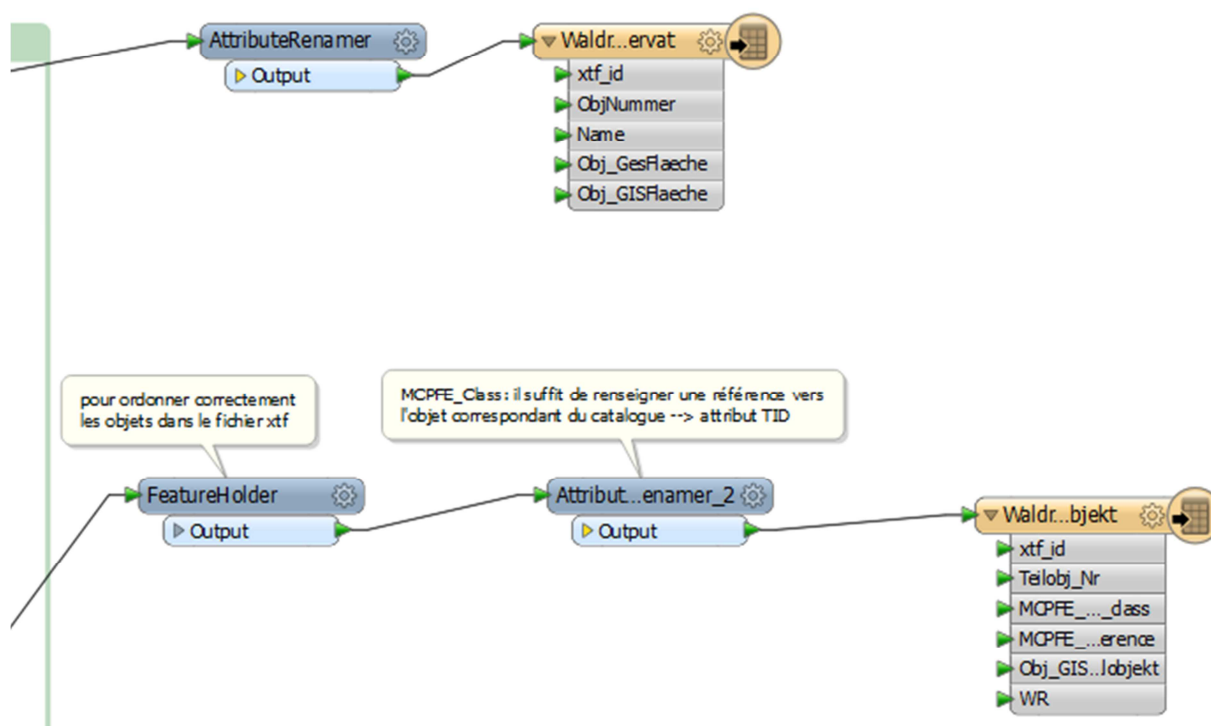 AttributeRenamer
Output
Waldr...ervat
xtf_id
ObjNummer
Name
Obj_GesFlaeche
Obj_GISFlaeche
pour ordonner correctement
les objets dans le fichier xtf
MCPFE_Class: il suffit de renseigner une référence vers
l'objet correspondant du catalogue --> attribut TID
FeatureHolder
Output
Attribut...enamer_2
Output
Waldr...bjekt
xtf_id
Teilobj_Nr
MCPFE_..._class
MCPFE_...erence
Obj_GIS...lobjekt
WR